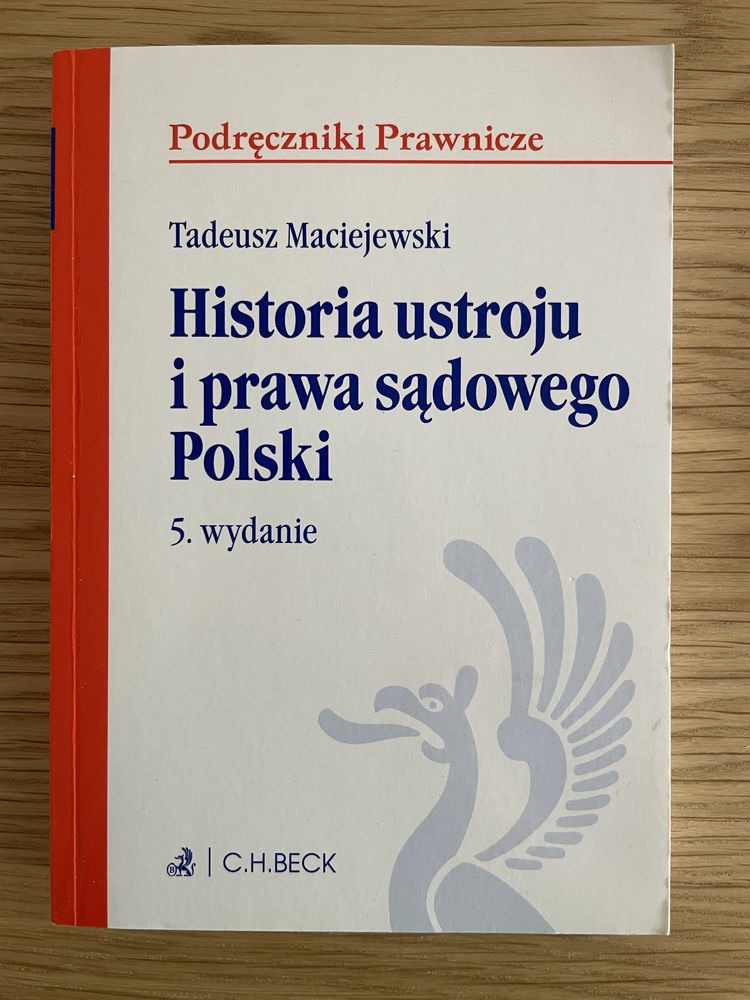 Podręczniki Prawnicze
Tadeusz Maciejewski
Historia ustroju
i prawa sądowego
Polski
5. wydanie
B | C.H.BECK